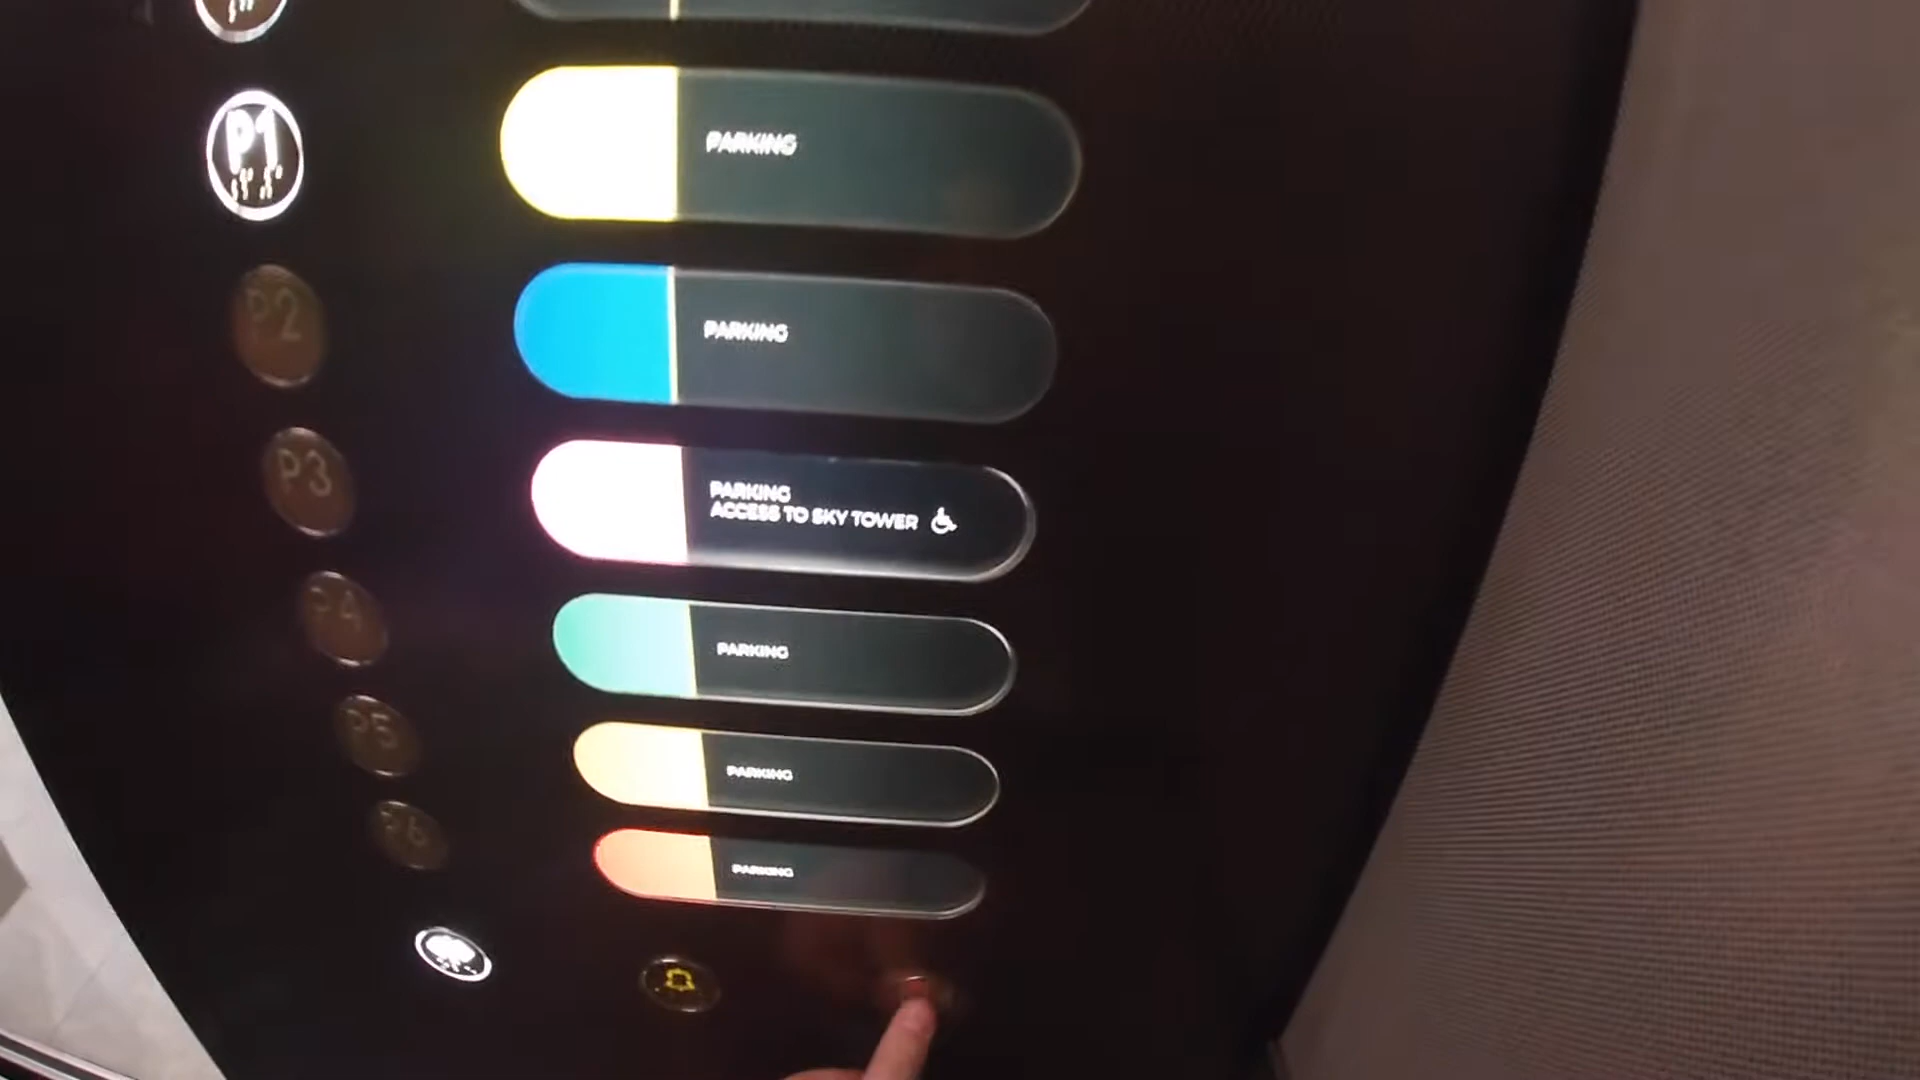 P1
PARKING
P2
PARKING
P3
PARKING
ACCESS TO SKY TOWER
P4
PARKING
P5
PARKING
P6
PARKING